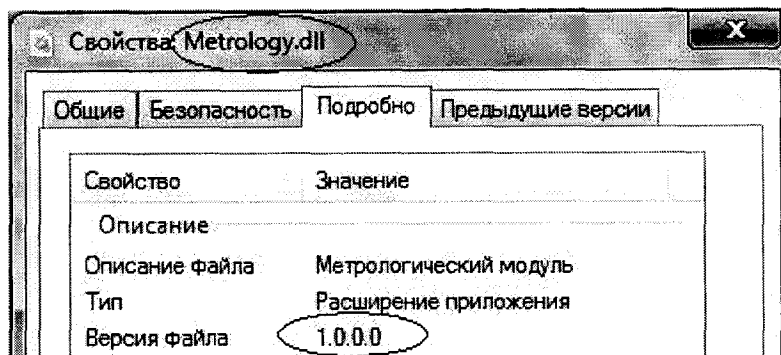 Свойства: Metrology.dll
X
Общие Безопасность Подробно Предыдущие версии
Свойство Значение
Описание
Описание файла Метрологический модуль
Тип Расширение приложения
Версия файла 1.0.0.0